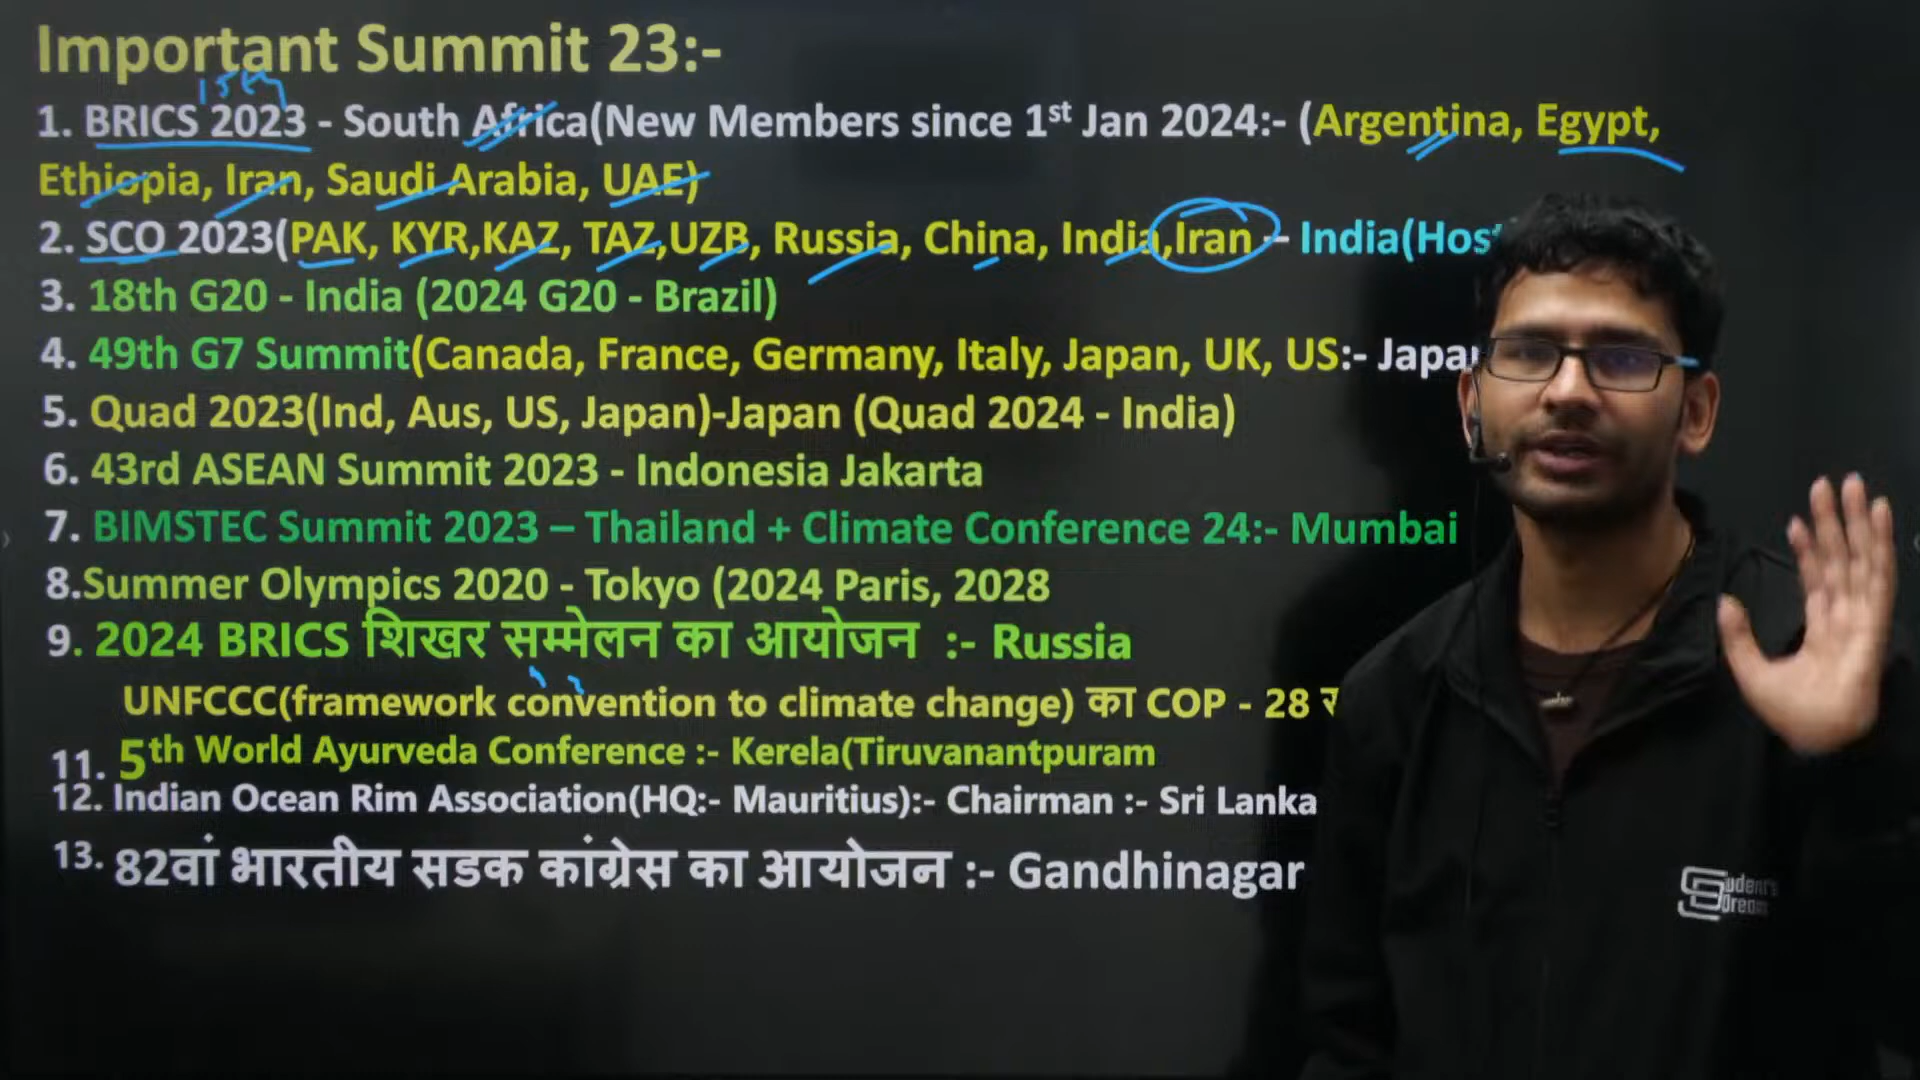 Important Summit 23:-
15th
1. BRICS 2023 - South Africa(New Members since 1st Jan 2024:- (Argentina, Egypt,
Ethiopia, Iran, Saudi Arabia, UAE)
2. SCO 2023(PAK, KYR,KAZ, TAZ,UZB, Russia, China, India,Iran - India(Host
3. 18th G20 - India (2024 G20 - Brazil)
4. 49th G7 Summit(Canada, France, Germany, Italy, Japan, UK, US:- Japa
5. Quad 2023(Ind, Aus, US, Japan)-Japan (Quad 2024 - India)
6. 43rd ASEAN Summit 2023 - Indonesia Jakarta
7. BIMSTEC Summit 2023 – Thailand + Climate Conference 24:- Mumbai
8.Summer Olympics 2020 - Tokyo (2024 Paris, 2028
9. 2024 BRICS शिखर सम्मेलन का आयोजन :- Russia
UNFCCC(framework convention to climate change) का COP - 28
11. 5th World Ayurveda Conference :- Kerela(Tiruvanantpuram
12. Indian Ocean Rim Association(HQ:- Mauritius):- Chairman :- Sri Lanka
13. 82वां भारतीय सडक कांग्रेस का आयोजन :- Gandhinagar